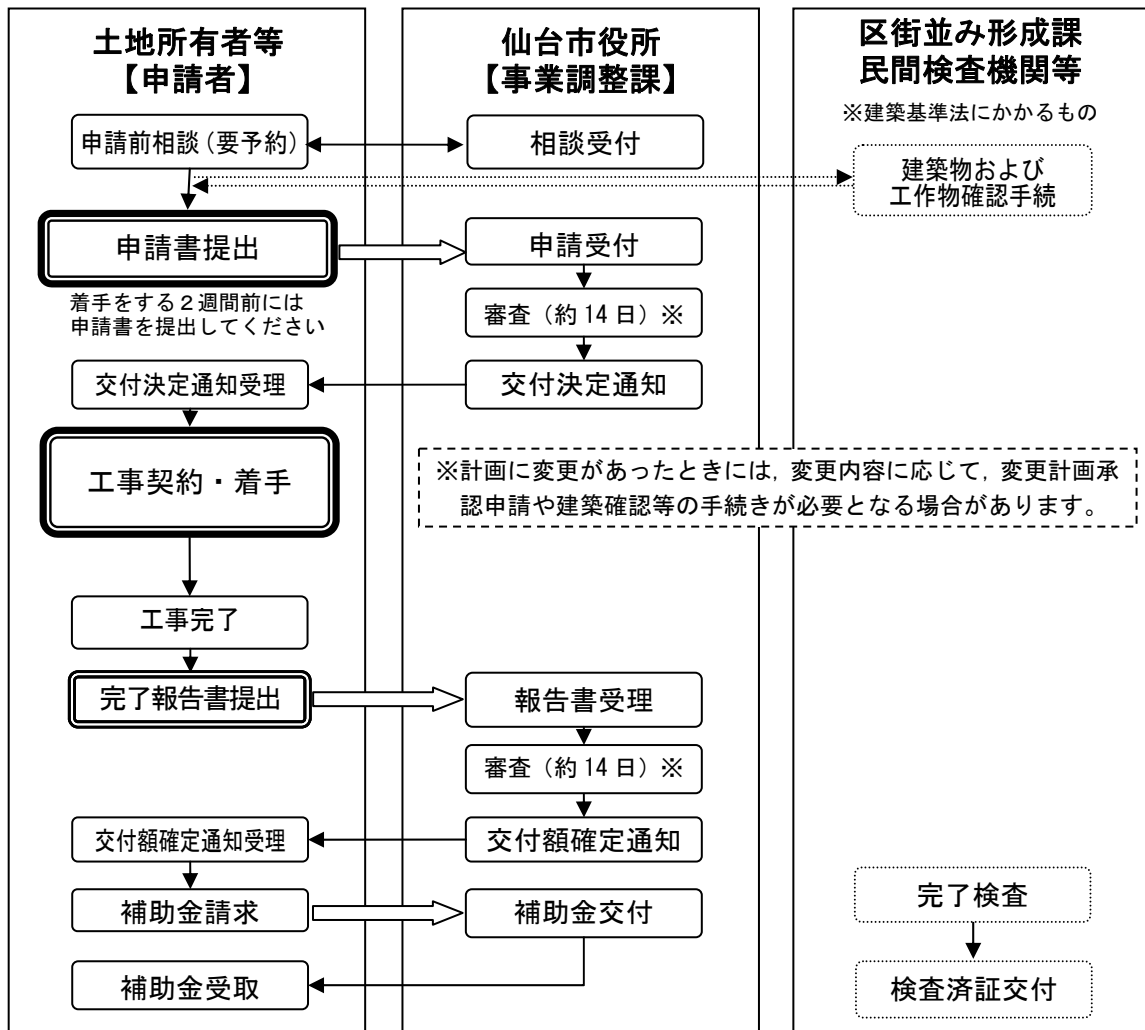 土地所有者等
【申請者】
仙台市役所
【事業調整課】
区街並み形成課
民間検査機関等
※建築基準法にかかるもの
申請前相談（要予約）
相談受付
建築物および
工作物確認手続
申請書提出
申請受付
着手をする２週間前には
申請書を提出してください
審査（約14日）※
交付決定通知受理
交付決定通知
工事契約・着手
※計画に変更があったときには，変更内容に応じて，変更計画承
認申請や建築確認等の手続きが必要となる場合があります。
工事完了
完了報告書提出
報告書受理
審査（約14日）※
交付額確定通知受理
交付額確定通知
補助金請求
補助金交付
完了検査
補助金受取
検査済証交付